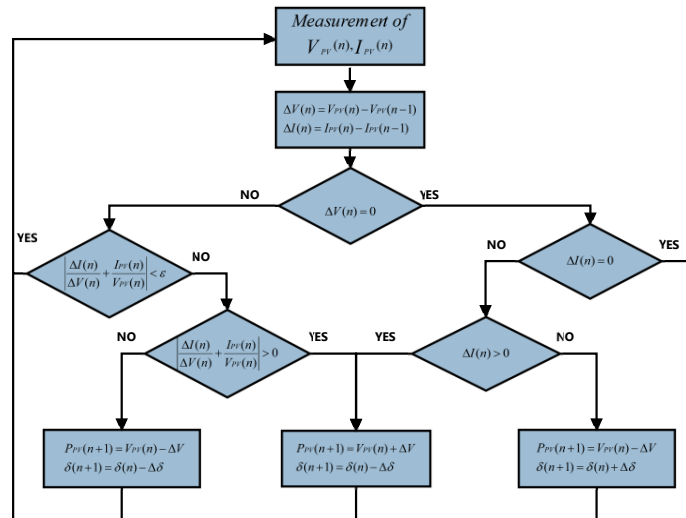 Measurement of
V_PV(n), I_PV(n)
ΔV(n)=V_PV(n)−V_PV(n−1)
ΔI(n)=I_PV(n)−I_PV(n−1)
NO
YES
ΔV(n)=0
YES
NO
NO
YES
|ΔI(n)/ΔV(n)+I_PV(n)/V_PV(n)|<ε
ΔI(n)=0
NO
YES
YES
NO
|ΔI(n)/ΔV(n)+I_PV(n)/V_PV(n)|>0
ΔI(n)>0
P_PV(n+1)=V_PV(n)−ΔV
δ(n+1)=δ(n)−Δδ
P_PV(n+1)=V_PV(n)+ΔV
δ(n+1)=δ(n)−Δδ
P_PV(n+1)=V_PV(n)−ΔV
δ(n+1)=δ(n)+Δδ